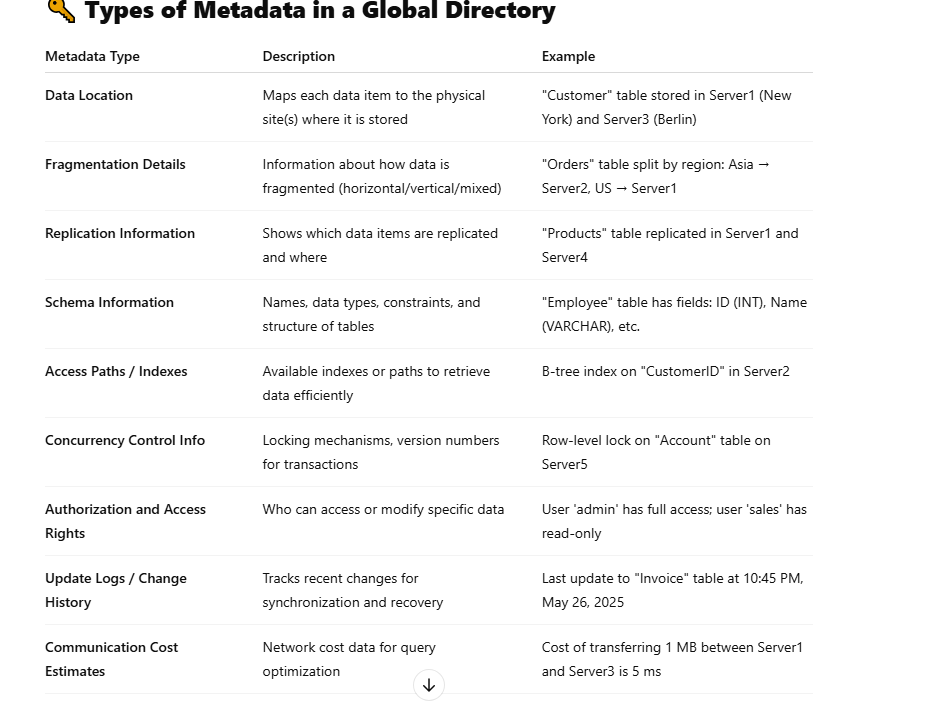 Types of Metadata in a Global Directory
Metadata Type Description Example
Data Location Maps each data item to the physical "Customer" table stored in Server1 (New
site(s) where it is stored York) and Server3 (Berlin)
Fragmentation Details Information about how data is "Orders" table split by region: Asia →
fragmented (horizontal/vertical/mixed) Server2, US → Server1
Replication Information Shows which data items are replicated "Products" table replicated in Server1 and
and where Server4
Schema Information Names, data types, constraints, and "Employee" table has fields: ID (INT), Name
structure of tables (VARCHAR), etc.
Access Paths / Indexes Available indexes or paths to retrieve B-tree index on "CustomerID" in Server2
data efficiently
Concurrency Control Info Locking mechanisms, version numbers Row-level lock on "Account" table on
for transactions Server5
Authorization and Access Who can access or modify specific data User 'admin' has full access; user 'sales' has
Rights read-only
Update Logs / Change Tracks recent changes for Last update to "Invoice" table at 10:45 PM,
History synchronization and recovery May 26, 2025
Communication Cost Network cost data for query Cost of transferring 1 MB between Server1
Estimates optimization and Server3 is 5 ms